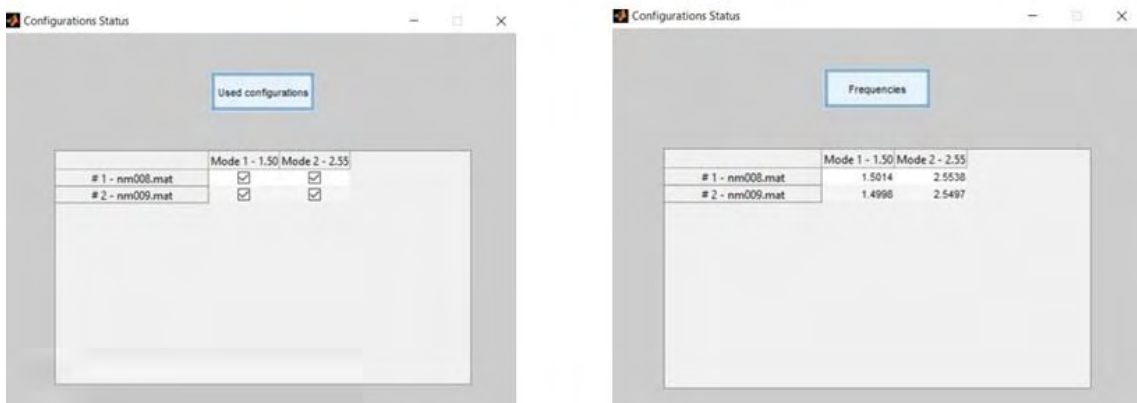 Configurations Status
Used configurations
Mode 1 - 1.50 Mode 2 - 2.55
# 1 - nm008.mat
# 2 - nm009.mat
Configurations Status
Frequencies
Mode 1 - 1.50 Mode 2 - 2.55
# 1 - nm008.mat 1.5014 2.5538
# 2 - nm009.mat 1.4998 2.5497